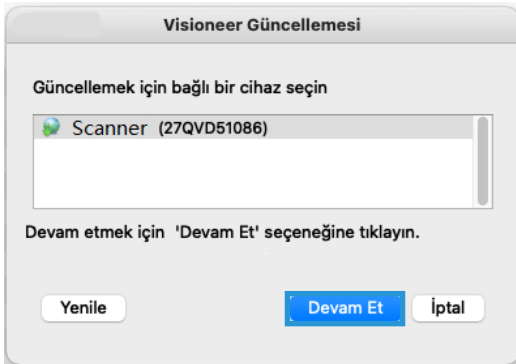 Visioneer Güncellemesi
Güncellemek için bağlı bir cihaz seçin
Scanner (27QVD51086)
Devam etmek için 'Devam Et' seçeneğine tıklayın.
Yenile Devam Et İptal